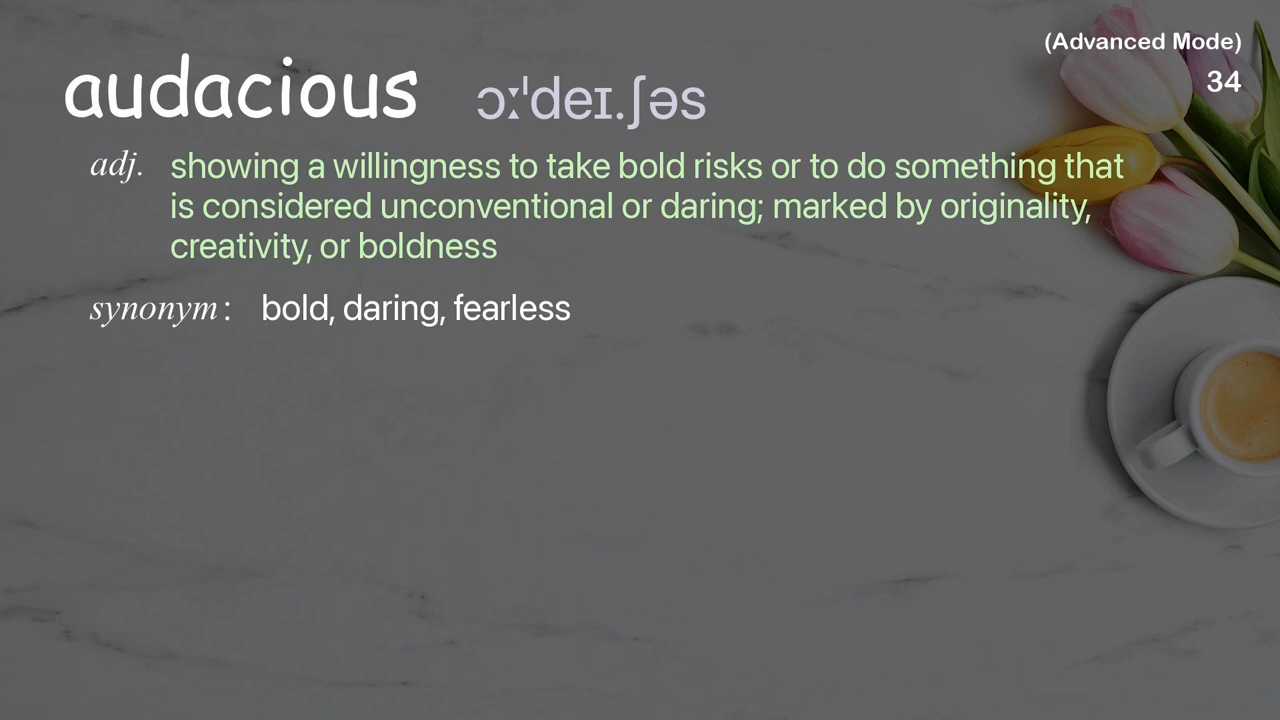 (Advanced Mode)
34
audacious ɔːˈdeɪ.ʃəs
adj. showing a willingness to take bold risks or to do something that
is considered unconventional or daring; marked by originality,
creativity, or boldness
synonym: bold, daring, fearless